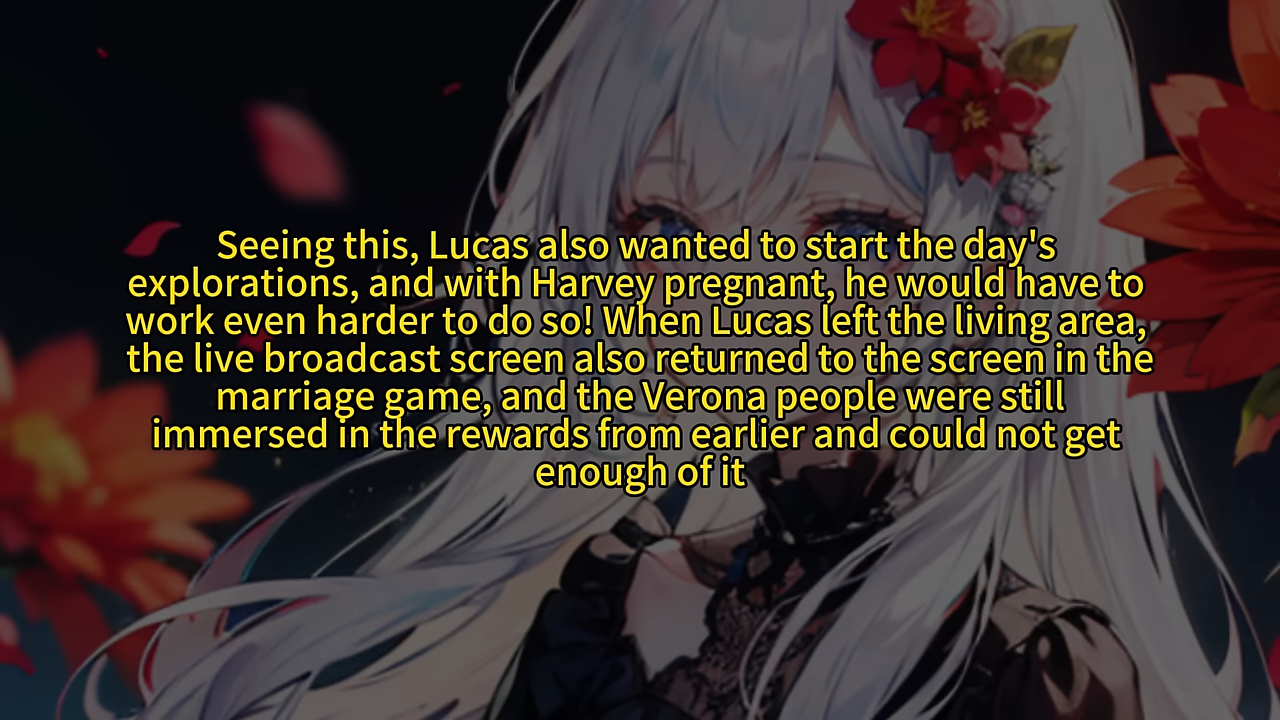 Seeing this, Lucas also wanted to start the day's
explorations, and with Harvey pregnant, he would have to
work even harder to do so! When Lucas left the living area,
the live broadcast screen also returned to the screen in the
marriage game, and the Verona people were still
immersed in the rewards from earlier and could not get
enough of it